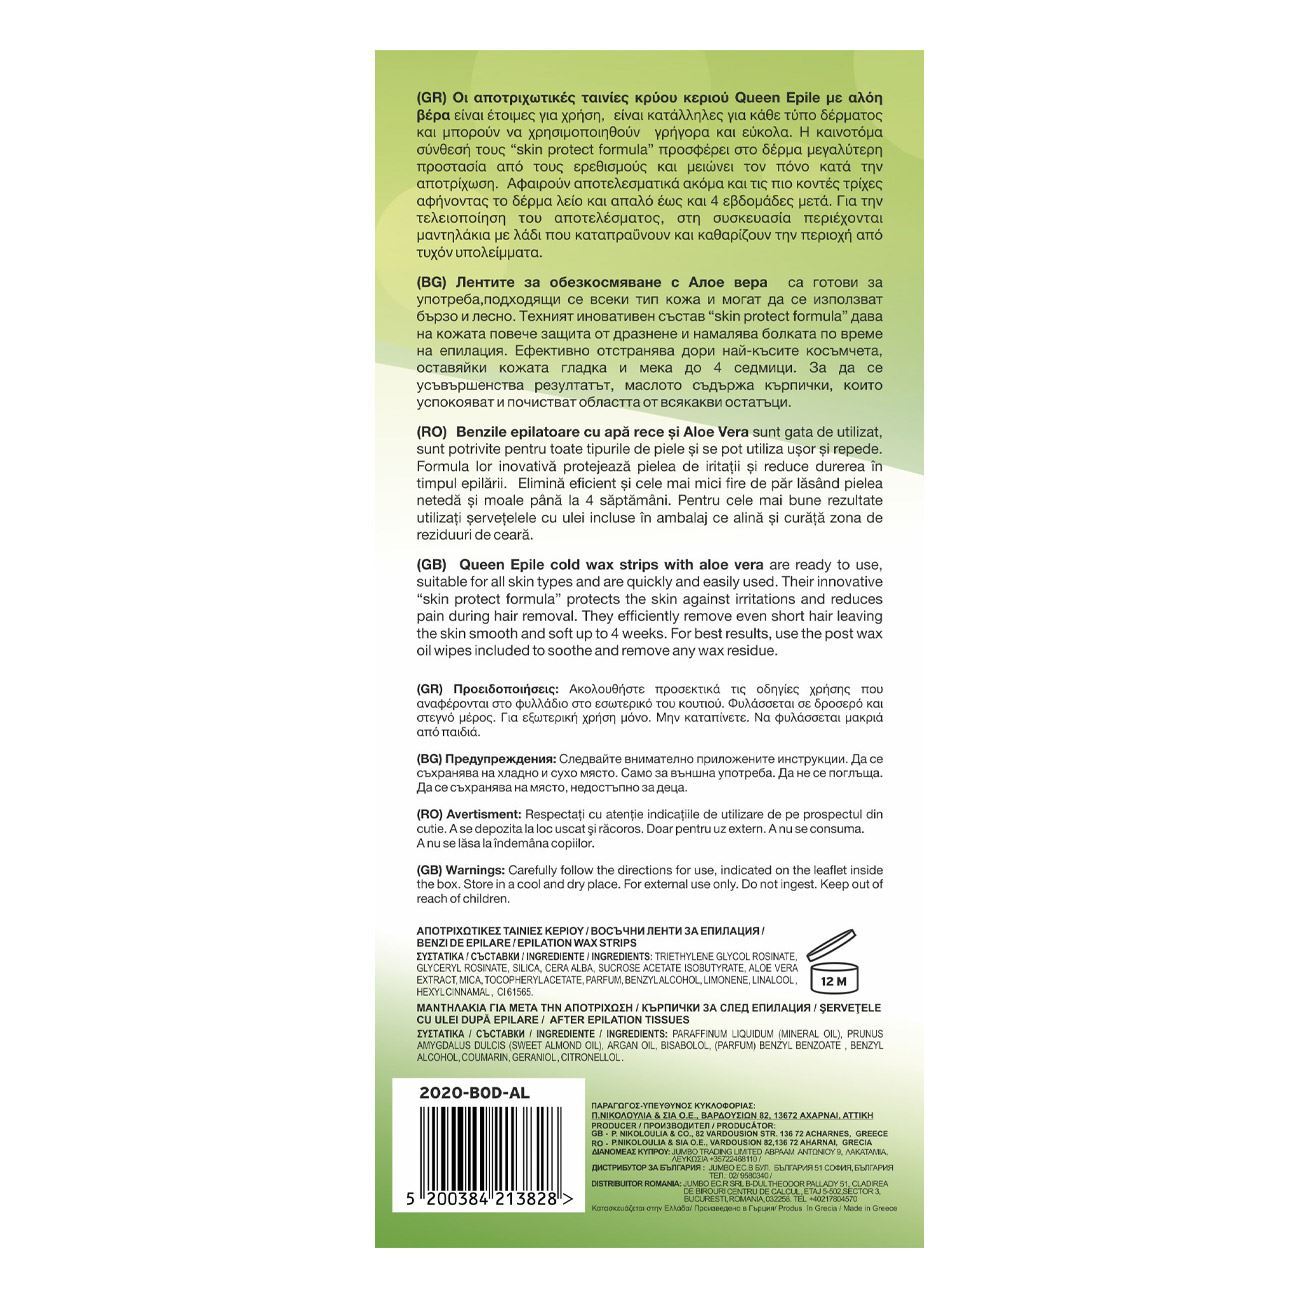 (GR) Οι αποτριχωτικές ταινίες κρύου κεριού Queen Epile με αλόη
βέρα είναι έτοιμες για χρήση, είναι κατάλληλες για κάθε τύπο δέρματος
και μπορούν να χρησιμοποιηθούν γρήγορα και εύκολα. Η καινοτόμα
σύνθεσή τους “skin protect formula” προσφέρει στο δέρμα μεγαλύτερη
προστασία από τους ερεθισμούς και μειώνει τον πόνο κατά την
αποτρίχωση. Αφαιρούν αποτελεσματικά ακόμα και τις πιο κοντές τρίχες
αφήνοντας το δέρμα λείο και απαλό έως και 4 εβδομάδες μετά. Για την
τελειοποίηση του αποτελέσματος, στη συσκευασία περιέχονται
μαντηλάκια με λάδι που καταπραΰνουν και καθαρίζουν την περιοχή από
τυχόν υπολείμματα.
(BG) Лентите за обезкосмяване с Алое вера са готови за
употреба,подходящи се всеки тип кожа и могат да се използват
бързо и лесно. Техният иновативен състав “skin protect formula” дава
на кожата повече защита от дразнене и намалява болката по време
на епилация. Ефективно отстранява дори най-късите косъмчета,
оставяйки кожата гладка и мека до 4 седмици. За да се
усъвършенства резултатът, маслото съдържа кърпички, които
успокояват и почистват областта от всякакви остатъци.
(RO) Benzile epilatoare cu apă rece și Aloe Vera sunt gata de utilizat,
sunt potrivite pentru toate tipurile de piele și se pot utiliza ușor și repede.
Formula lor inovativă protejează pielea de iritații și reduce durerea în
timpul epilării. Elimină eficient și cele mai mici fire de păr lăsând pielea
netedă și moale până la 4 săptămâni. Pentru cele mai bune rezultate
utilizați șervețelele cu ulei incluse în ambalaj ce alină și curăță zona de
reziduuri de ceară.
(GB) Queen Epile cold wax strips with aloe vera are ready to use,
suitable for all skin types and are quickly and easily used. Their innovative
“skin protect formula” protects the skin against irritations and reduces
pain during hair removal. They efficiently remove even short hair leaving
the skin smooth and soft up to 4 weeks. For best results, use the post wax
oil wipes included to soothe and remove any wax residue.
(GR) Προειδοποιήσεις: Ακολουθήστε προσεκτικά τις οδηγίες χρήσης που
αναφέρονται στο φυλλάδιο στο εσωτερικό του κουτιού. Φυλάσσεται σε δροσερό και
στεγνό μέρος. Για εξωτερική χρήση μόνο. Μην καταπίνετε. Να φυλάσσεται μακριά
από παιδιά.
(BG) Предупреждения: Следвайте внимателно приложените инструкции. Да се
съхранява на хладно и сухо място. Само за външна употреба. Да не се поглъща.
Да се съхранява на място, недостъпно за деца.
(RO) Avertisment: Respectați cu atenție indicațiile de utilizare de pe prospectul din
cutie. A se depozita la loc uscat şi răcoros. Doar pentru uz extern. A nu se consuma.
A nu se lăsa la îndemâna copiilor.
(GB) Warnings: Carefully follow the directions for use, indicated on the leaflet inside
the box. Store in a cool and dry place. For external use only. Do not ingest. Keep out of
reach of children.
ΑΠΟΤΡΙΧΩΤΙΚΕΣ ΤΑΙΝΙΕΣ ΚΕΡΙΟΥ / ВОСЪЧНИ ЛЕНТИ ЗА ЕПИЛАЦИЯ /
BENZI DE EPILARE / EPILATION WAX STRIPS
ΣΥΣΤΑΤΙΚΑ / СЪСТАВКИ / INGREDIENTE / INGREDIENTS: TRIETHYLENE GLYCOL ROSINATE,
GLYCERYL ROSINATE, SILICA, CERA ALBA, SUCROSE ACETATE ISOBUTYRATE, ALOE VERA
EXTRACT, MICA, TOCOPHERYL ACETATE, PARFUM, BENZYL ALCOHOL, LIMONENE, LINALOOL,
HEXYL CINNAMAL, CI 61565.
12 M
ΜΑΝΤΗΛΑΚΙΑ ΓΙΑ ΜΕΤΑ ΤΗΝ ΑΠΟΤΡΙΧΩΣΗ / КЪРПИЧКИ ЗА СЛЕД ЕПИЛАЦИЯ / ŞERVEŢELE
CU ULEI DUPĂ EPILARE / AFTER EPILATION TISSUES
ΣΥΣΤΑΤΙΚΑ / СЪСТАВКИ / INGREDIENTE / INGREDIENTS: PARAFFINUM LIQUIDUM (MINERAL OIL), PRUNUS
AMYGDALUS DULCIS (SWEET ALMOND OIL), ARGAN OIL, BISABOLOL, (PARFUM) BENZYL BENZOATE , BENZYL
ALCOHOL, COUMARIN, GERANIOL, CITRONELLOL .
2020-BOD-AL
5 200384 213828 >
ΠΑΡΑΓΩΓΟΣ-ΥΠΕΥΘΥΝΟΣ ΚΥΚΛΟΦΟΡΙΑΣ:
Π.ΝΙΚΟΛΟΥΛΙΑ & ΣΙΑ Ο.Ε., ΒΑΡΔΟΥΣΙΩΝ 82, 13672 ΑΧΑΡΝΑΙ, ΑΤΤΙΚΗ
PRODUCER / ПРОИЗВОДИТЕЛ / PRODUCĂTOR:
GB - P. NIKOLOULIA & CO., 82 VARDOUSION STR. 136 72 ACHARNES, GREECE
RO - P.NIKOLOULIA & SIA O.E., VARDOUSION 82,136 72 AHARNAI, GRECIA
ΔΙΑΝΟΜΕΑΣ ΚΥΠΡΟΥ: JUMBO TRADING LIMITED ΑΒΡΑΑΜ ΑΝΤΩΝΙΟΥ 9, ΛΑΚΑΤΑΜΙΑ,
ΛΕΥΚΩΣΙΑ +35722468110 /
ДИСТРИБУТОР ЗА БЪЛГАРИЯ : JUMBO EC.B БУЛ. БЪЛГАРИЯ 51 СОФИЯ, БЪЛГАРИЯ
ТЕЛ.: 02/ 9580340 /
DISTRIBUITOR ROMANIA: JUMBO EC.R SRL B-DUL THEODOR PALLADY 51, CLADIREA
DE BIROURI CENTRU DE CALCUL, ETAJ 5-502,SECTOR 3,
BUCURESTI, ROMANIA, 032258. TEL +40217804570
Κατασκευάζεται στην Ελλάδα/ Произведено в Гърция/ Produs în Grecia / Made in Greece